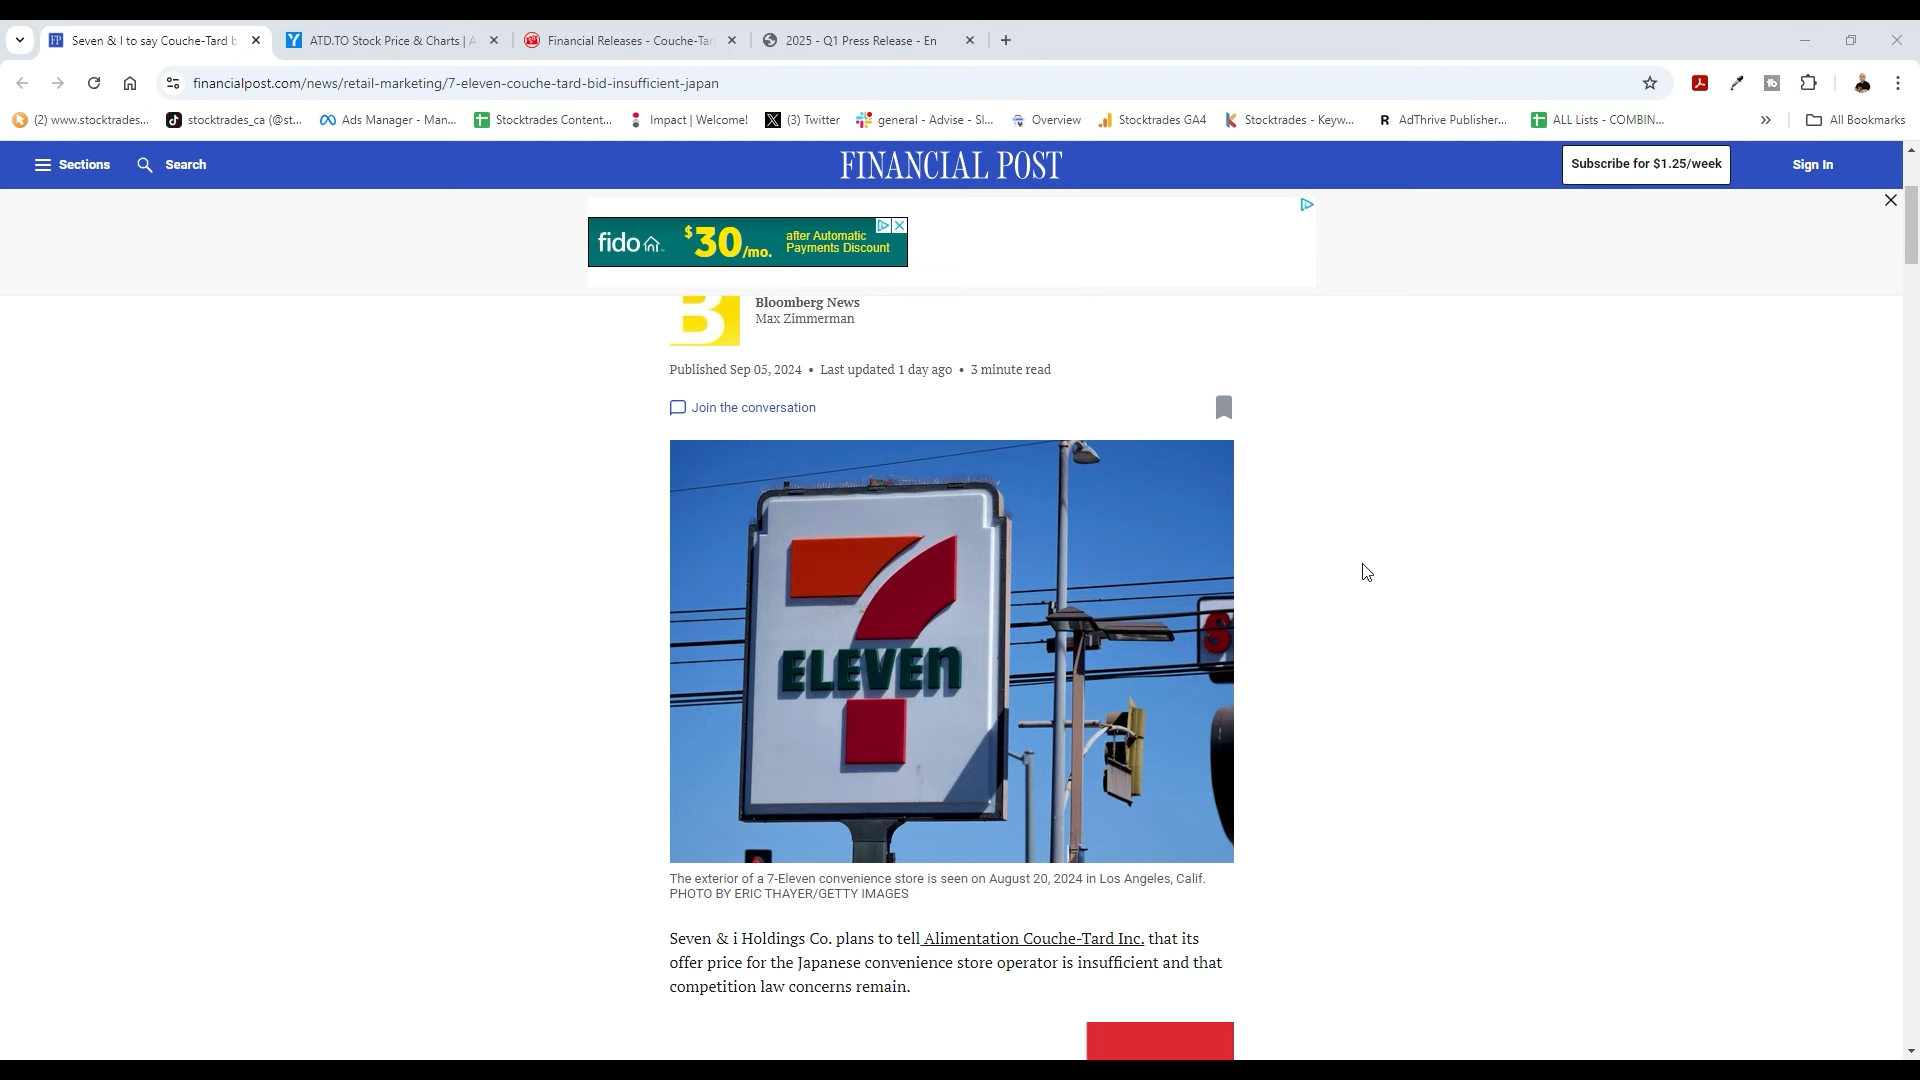 Seven & I to say Couche-Tard b
ATD.TO Stock Price & Charts | A
Financial Releases - Couche-Tar
2025 - Q1 Press Release - En
financialpost.com/news/retail-marketing/7-eleven-couche-tard-bid-insufficient-japan
(2) www.stocktrades...
stocktrades_ca (@st...
Ads Manager - Man...
Stocktrades Content...
Impact | Welcome!
(3) Twitter
general - Advise - Sl...
Overview
Stocktrades GA4
Stocktrades - Keyw...
AdThrive Publisher...
ALL Lists - COMBIN...
All Bookmarks
Sections
Search
FINANCIAL POST
Subscribe for $1.25/week
Sign In
fido
$30/mo.
after Automatic
Payments Discount
B
Bloomberg News
Max Zimmerman
Published Sep 05, 2024 • Last updated 1 day ago • 3 minute read
Join the conversation
7
ELEVEn
S
The exterior of a 7-Eleven convenience store is seen on August 20, 2024 in Los Angeles, Calif.
PHOTO BY ERIC THAYER/GETTY IMAGES
Seven & i Holdings Co. plans to tell Alimentation Couche-Tard Inc. that its
offer price for the Japanese convenience store operator is insufficient and that
competition law concerns remain.